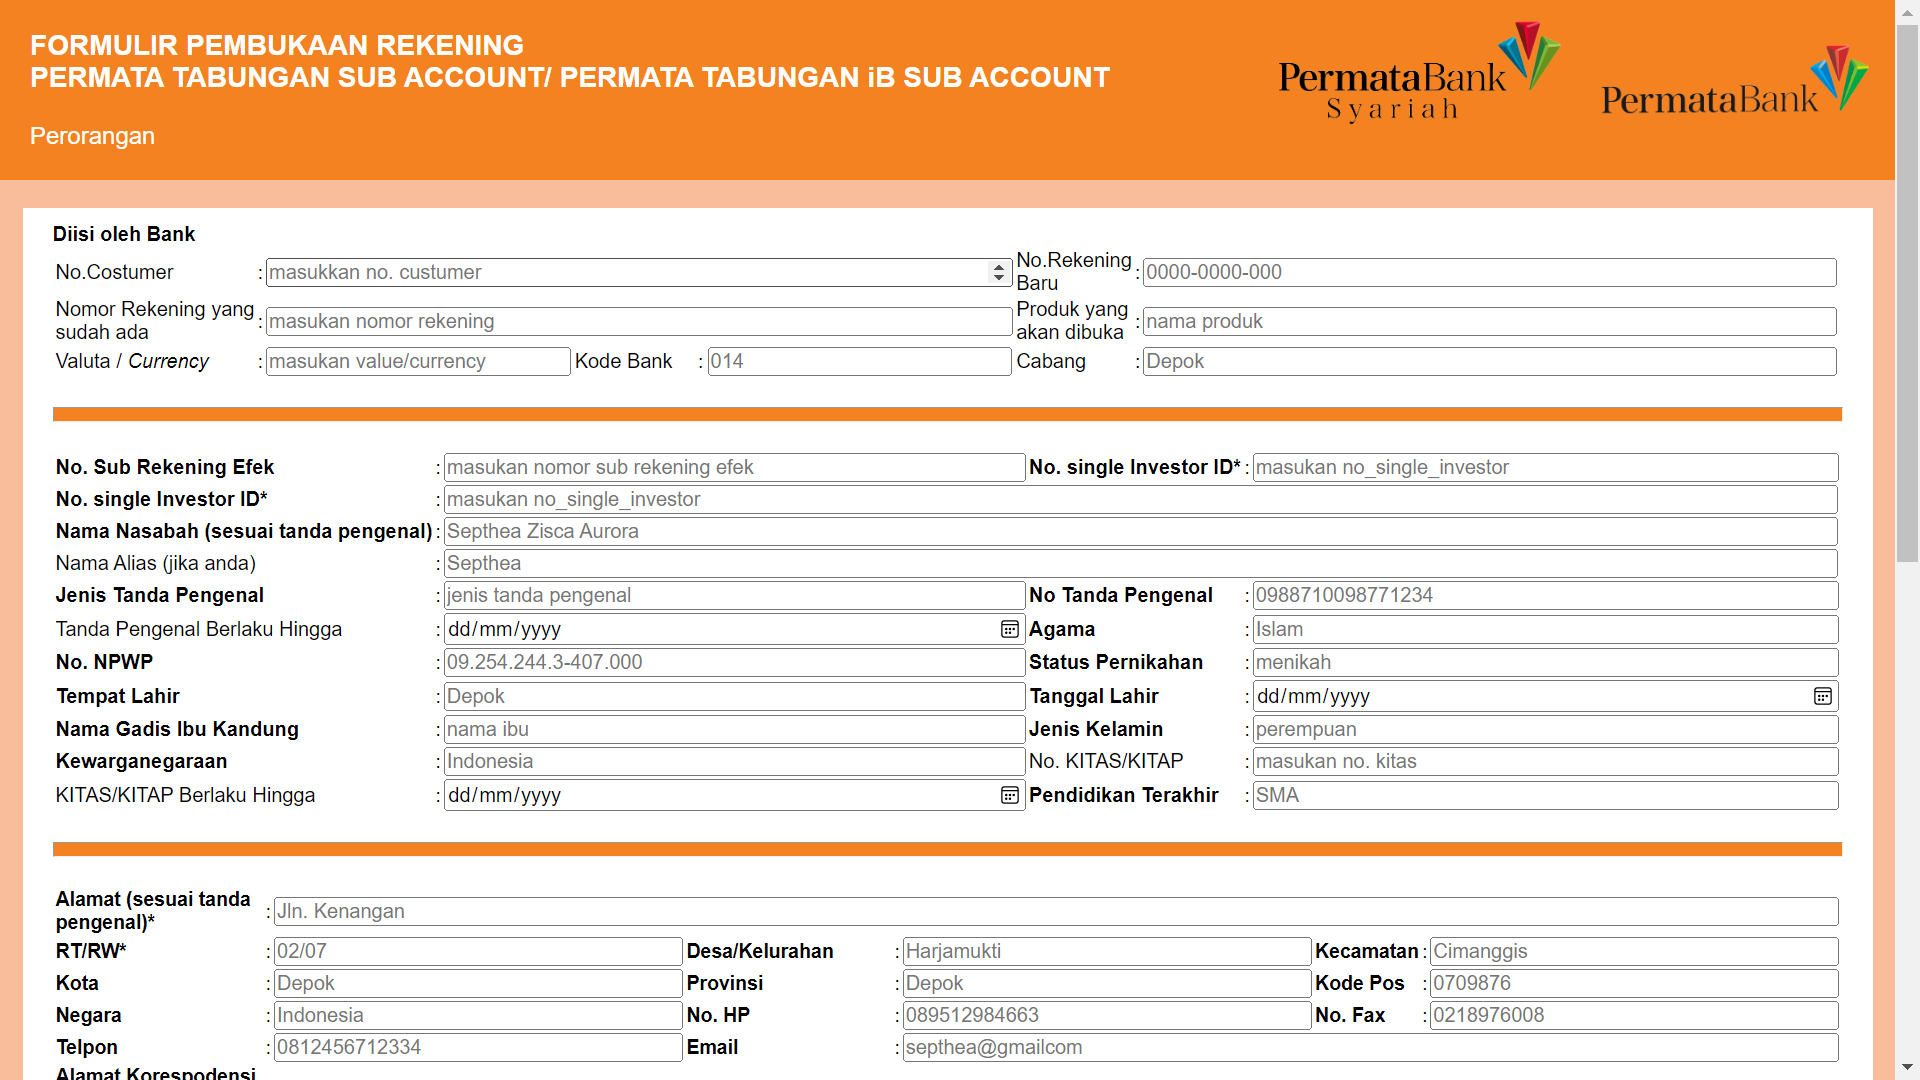 FORMULIR PEMBUKAAN REKENING
PERMATA TABUNGAN SUB ACCOUNT/ PERMATA TABUNGAN iB SUB ACCOUNT
Perorangan
PermataBank
Syariah
PermataBank
Diisi oleh Bank
No.Costumer : masukkan no. custumer No.Rekening Baru : 0000-0000-000
Nomor Rekening yang sudah ada : masukan nomor rekening Produk yang akan dibuka : nama produk
Valuta / Currency : masukan value/currency Kode Bank : 014 Cabang : Depok
No. Sub Rekening Efek : masukan nomor sub rekening efek No. single Investor ID* : masukan no_single_investor
No. single Investor ID* : masukan no_single_investor
Nama Nasabah (sesuai tanda pengenal) : Septhea Zisca Aurora
Nama Alias (jika anda) : Septhea
Jenis Tanda Pengenal : jenis tanda pengenal No Tanda Pengenal : 0988710098771234
Tanda Pengenal Berlaku Hingga : dd/mm/yyyy Agama : Islam
No. NPWP : 09.254.244.3-407.000 Status Pernikahan : menikah
Tempat Lahir : Depok Tanggal Lahir : dd/mm/yyyy
Nama Gadis Ibu Kandung : nama ibu Jenis Kelamin : perempuan
Kewarganegaraan : Indonesia No. KITAS/KITAP : masukan no. kitas
KITAS/KITAP Berlaku Hingga : dd/mm/yyyy Pendidikan Terakhir : SMA
Alamat (sesuai tanda pengenal)* : Jln. Kenangan
RT/RW* : 02/07 Desa/Kelurahan : Harjamukti Kecamatan : Cimanggis
Kota : Depok Provinsi : Depok Kode Pos : 0709876
Negara : Indonesia No. HP : 089512984663 No. Fax : 0218976008
Telpon : 0812456712334 Email : septhea@gmailcom
Alamat Korespodensi